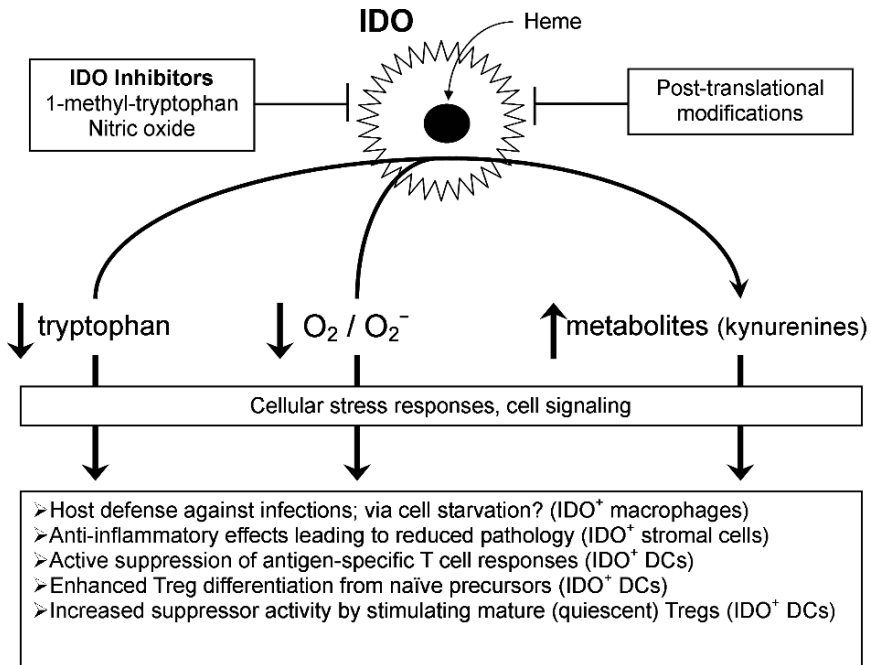 IDO
Heme
IDO Inhibitors
1-methyl-tryptophan
Nitric oxide
Post-translational
modifications
tryptophan
O₂ / O₂⁻
metabolites (kynurenines)
Cellular stress responses, cell signaling
➢Host defense against infections; via cell starvation? (IDO⁺ macrophages)
➢Anti-inflammatory effects leading to reduced pathology (IDO⁺ stromal cells)
➢Active suppression of antigen-specific T cell responses (IDO⁺ DCs)
➢Enhanced Treg differentiation from naïve precursors (IDO⁺ DCs)
➢Increased suppressor activity by stimulating mature (quiescent) Tregs (IDO⁺ DCs)